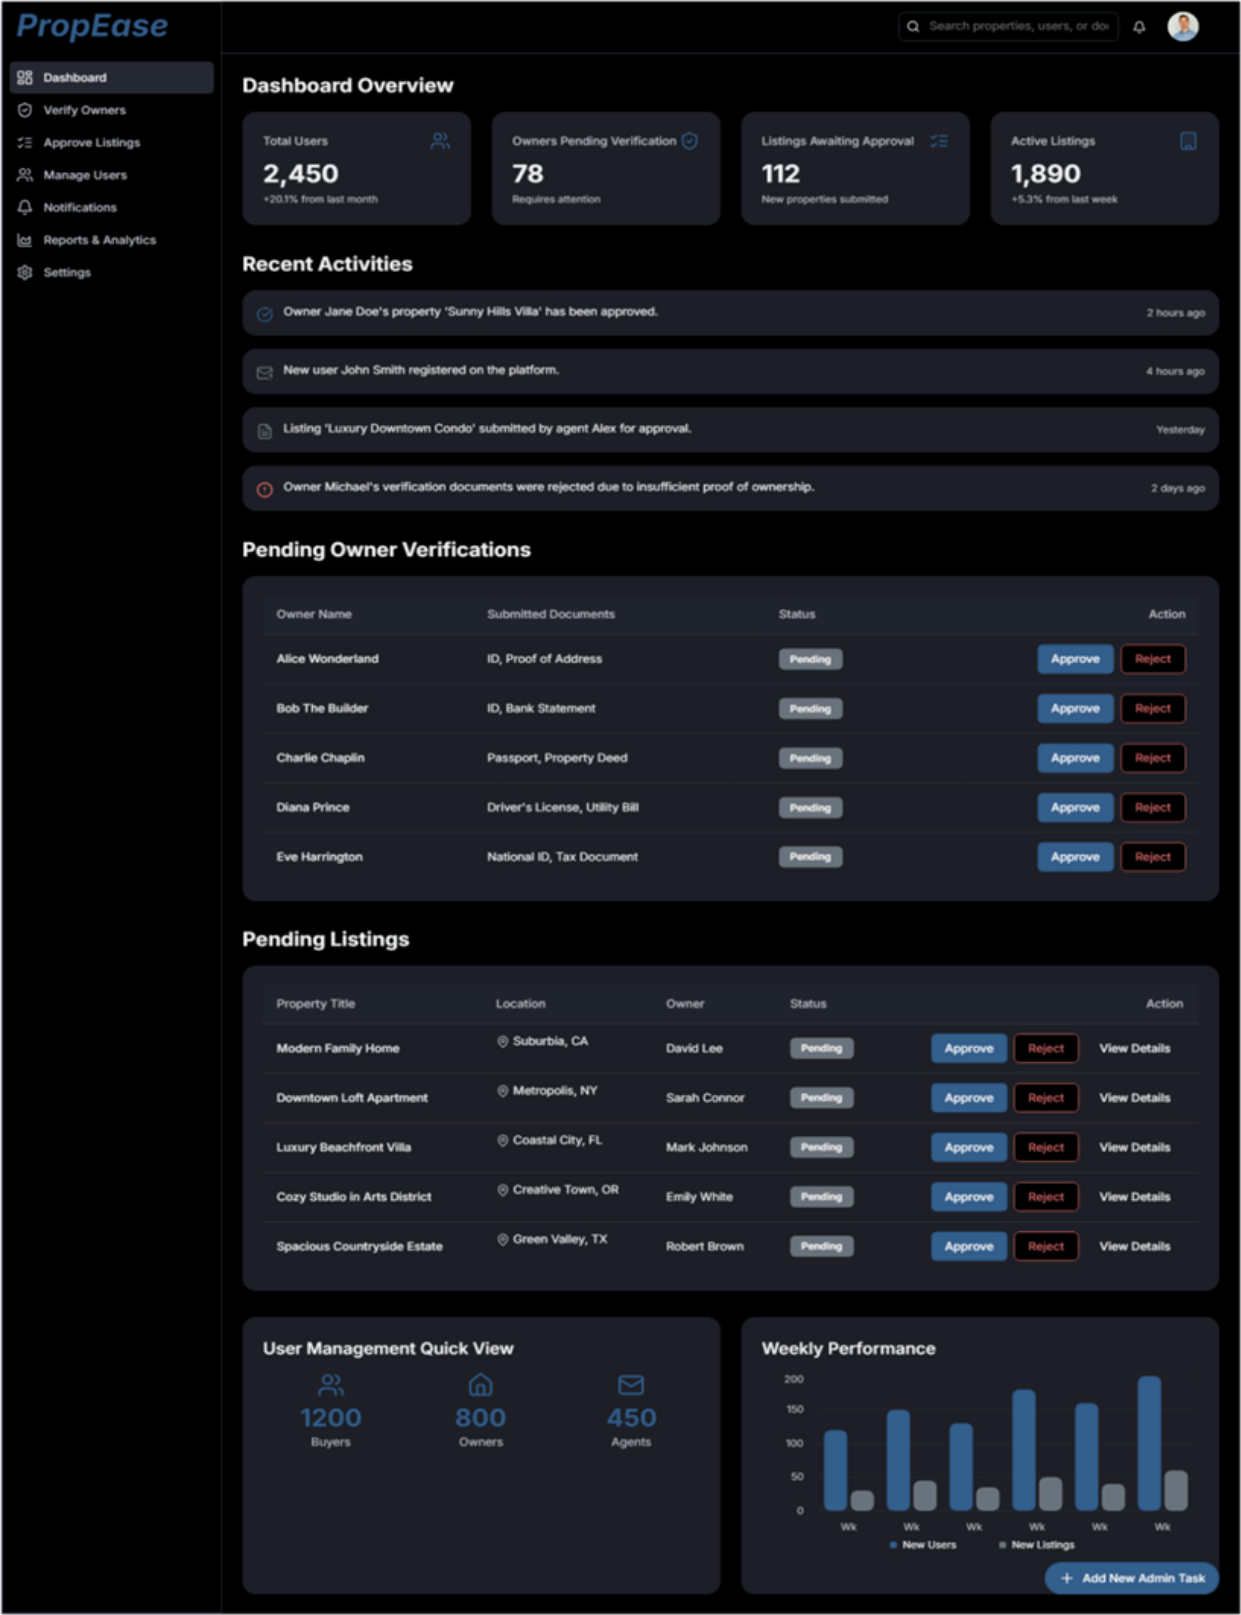 PropEase
Search properties, users, or do
Dashboard
Verify Owners
Approve Listings
Manage Users
Notifications
Reports & Analytics
Settings
Dashboard Overview
Total Users
2,450
+20.1% from last month
Owners Pending Verification
78
Requires attention
Listings Awaiting Approval
112
New properties submitted
Active Listings
1,890
+5.3% from last week
Recent Activities
Owner Jane Doe's property 'Sunny Hills Villa' has been approved. 2 hours ago
New user John Smith registered on the platform. 4 hours ago
Listing 'Luxury Downtown Condo' submitted by agent Alex for approval. Yesterday
Owner Michael's verification documents were rejected due to insufficient proof of ownership. 2 days ago
Pending Owner Verifications
Owner Name Submitted Documents Status Action
Alice Wonderland ID, Proof of Address Pending Approve Reject
Bob The Builder ID, Bank Statement Pending Approve Reject
Charlie Chaplin Passport, Property Deed Pending Approve Reject
Diana Prince Driver's License, Utility Bill Pending Approve Reject
Eve Harrington National ID, Tax Document Pending Approve Reject
Pending Listings
Property Title Location Owner Status Action
Modern Family Home Suburbia, CA David Lee Pending Approve Reject View Details
Downtown Loft Apartment Metropolis, NY Sarah Connor Pending Approve Reject View Details
Luxury Beachfront Villa Coastal City, FL Mark Johnson Pending Approve Reject View Details
Cozy Studio in Arts District Creative Town, OR Emily White Pending Approve Reject View Details
Spacious Countryside Estate Green Valley, TX Robert Brown Pending Approve Reject View Details
User Management Quick View
1200 800 450
Buyers Owners Agents
Weekly Performance
200
150
100
50
0
Wk Wk Wk Wk Wk Wk
New Users New Listings
+ Add New Admin Task